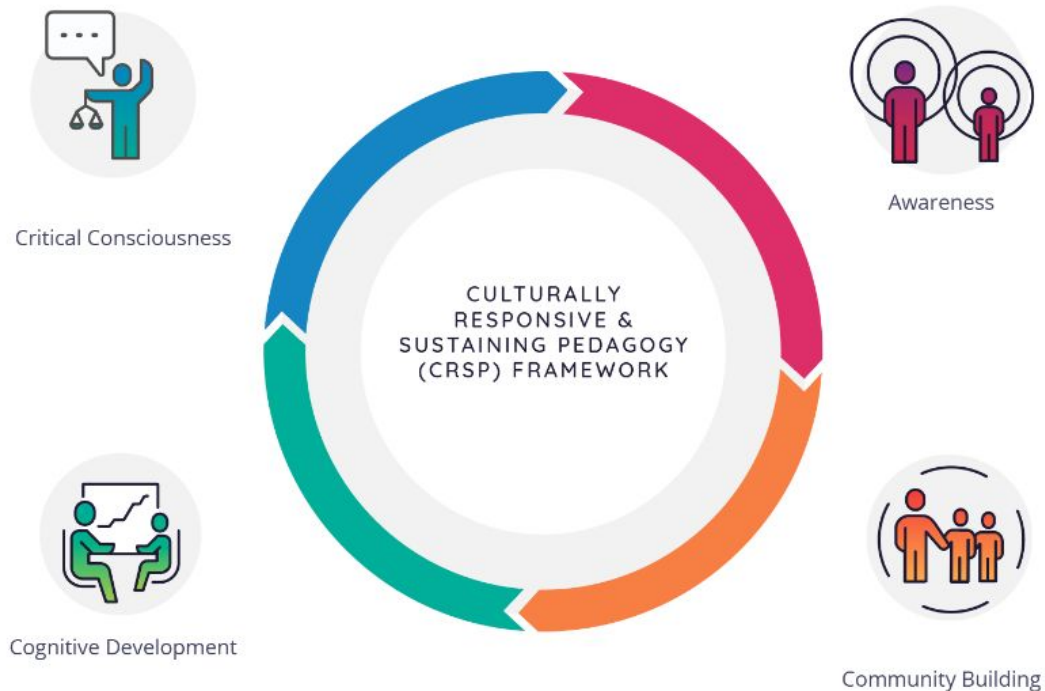 Critical Consciousness
Awareness
CULTURALLY
RESPONSIVE &
SUSTAINING PEDAGOGY
(CRSP) FRAMEWORK
Cognitive Development
Community Building